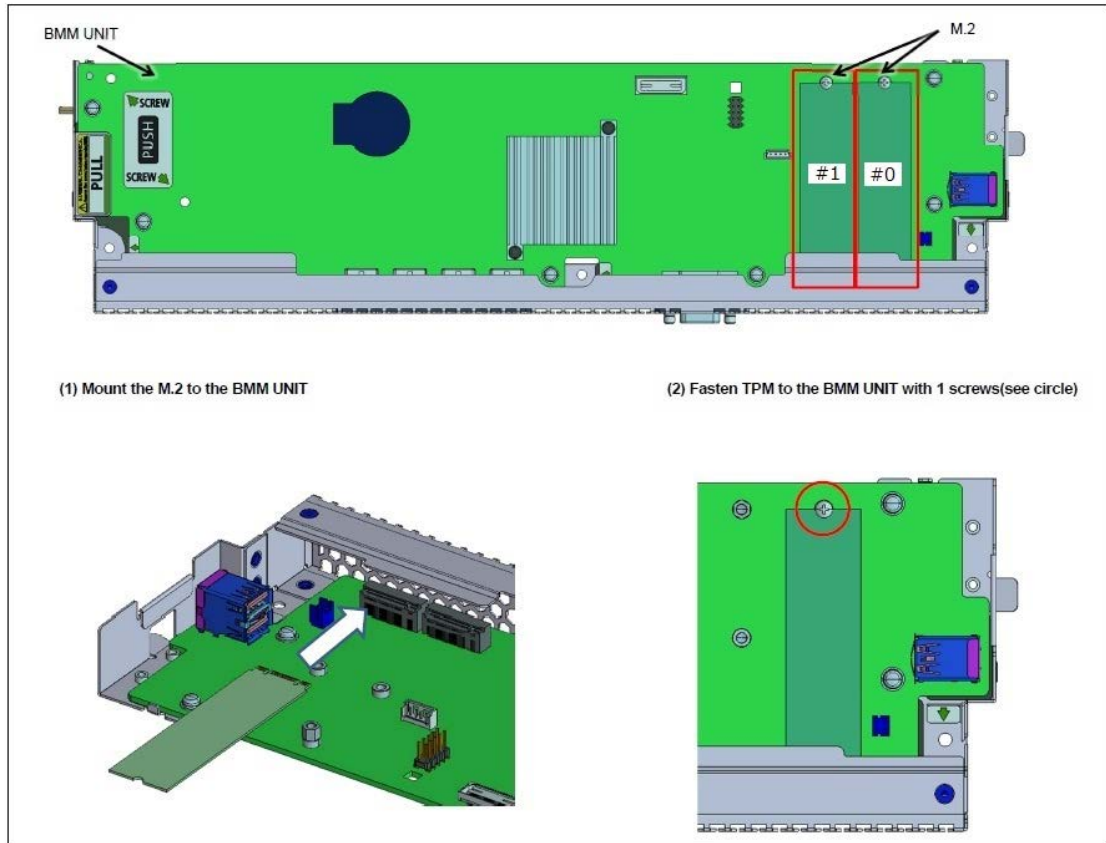 BMM UNIT
M.2
SCREW
PUSH
SCREW
PULL
#1
#0
(1) Mount the M.2 to the BMM UNIT
(2) Fasten TPM to the BMM UNIT with 1 screws(see circle)